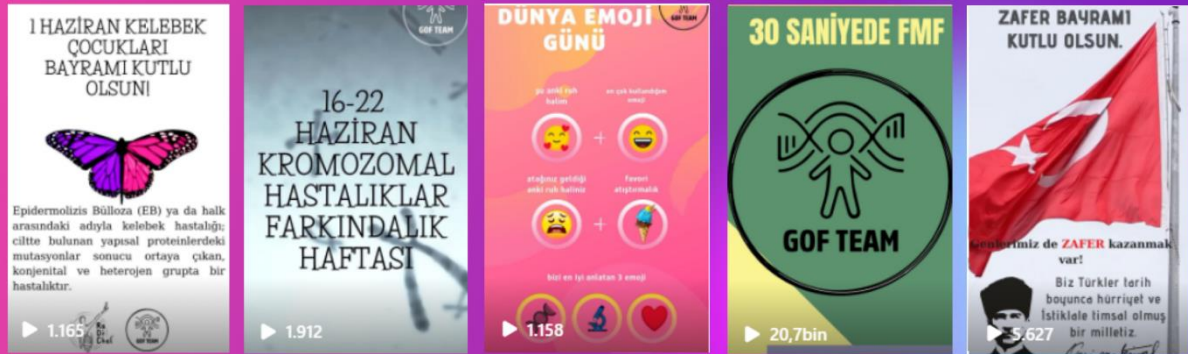 1 HAZİRAN KELEBEK
ÇOCUKLARI
BAYRAMI KUTLU
OLSUN!
Epidermolizis Bülloza (EB) ya da halk
arasındaki adıyla kelebek hastalığı;
ciltte bulunan yapısal proteinlerdeki
mutasyonlar sonucu ortaya çıkan,
konjenital ve heterojen grupta bir
hastalıktır.
GOF TEAM
1.165
GOF TEAM
16-22
HAZİRAN
KROMOZOMAL
HASTALIKLAR
FARKINDALIK
HAFTASI
1.912
DÜNYA EMOJİ
GÜNÜ
GOF TEAM
şu anki ruh
halini
en çok kullandığım
emoji
atağınız geldiği
anki ruh haliniz
favori
atıştırmalık
bizi en iyi anlatan 3 emoji
1.158
30 SANİYEDE FMF
GOF TEAM
20,7bin
ZAFER BAYRAMI
KUTLU OLSUN.
Genlerimiz de ZAFER kazanmak
var!
Biz Türkler tarih
boyunca hürriyet ve
İstiklale timsal olmuş
bir milletiz.
5.627